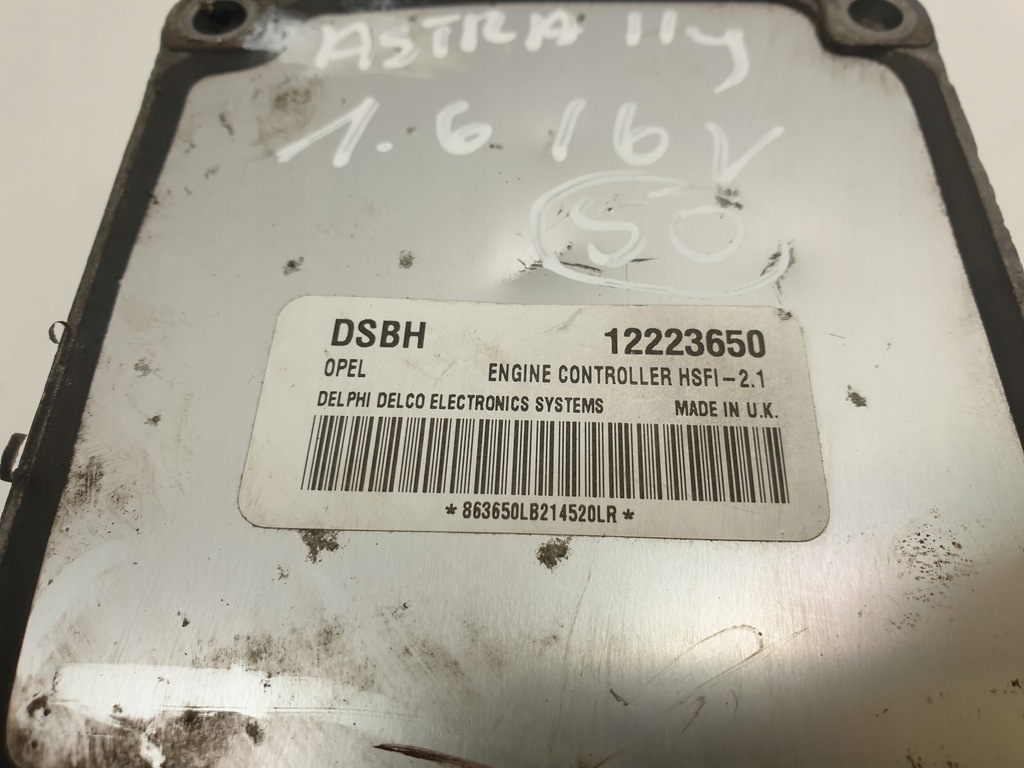 ASTRA II
1.6 16V
50
DSBH 12223650
OPEL ENGINE CONTROLLER HSFI-2.1
DELPHI DELCO ELECTRONICS SYSTEMS MADE IN U.K.
*863650LB214520LR*